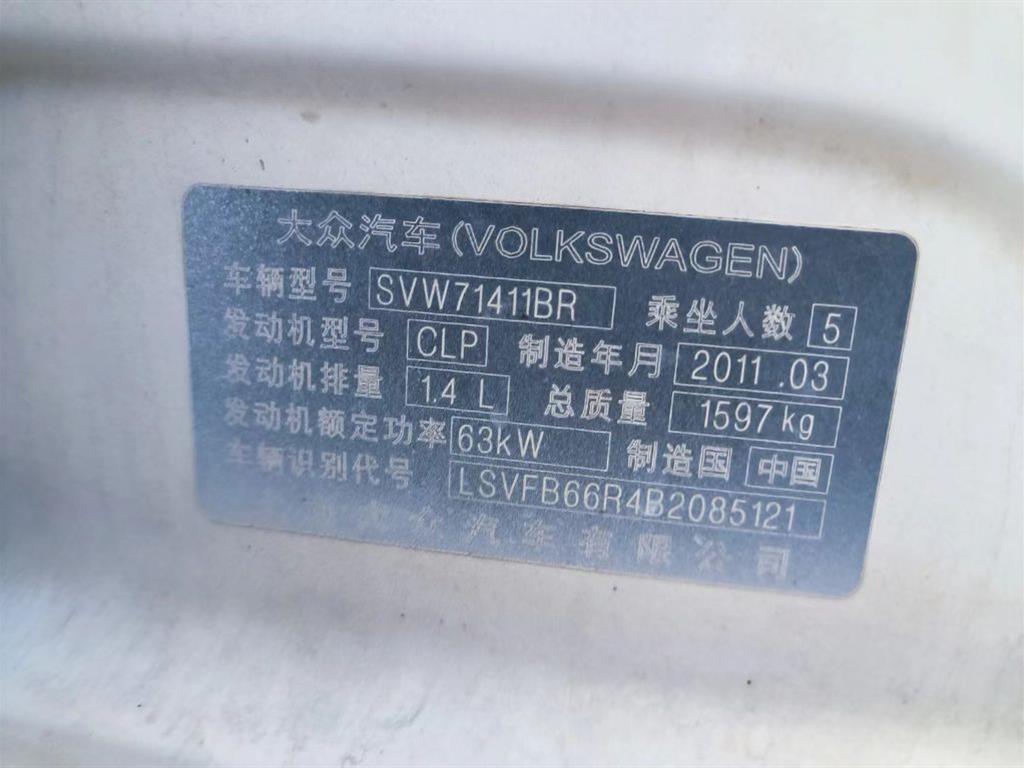 大众汽车(VOLKSWAGEN)
车辆型号 SVW71411BR 乘坐人数 5
发动机型号 CLP 制造年月 2011.03
发动机排量 1.4 L 总质量 1597kg
发动机额定功率 63kW 制造国 中国
车辆识别代号 LSVFB66R4B2085121
众汽车有限公司